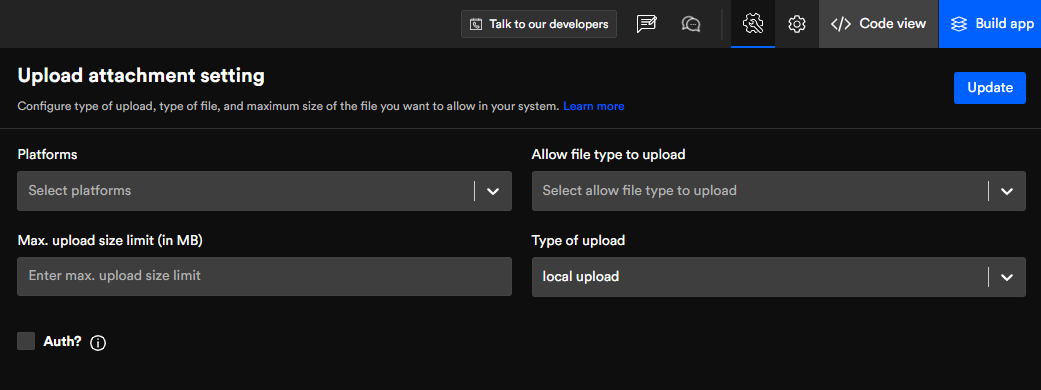 Talk to our developers
</> Code view
Build app
Upload attachment setting
Update
Configure type of upload, type of file, and maximum size of the file you want to allow in your system. Learn more
Platforms
Allow file type to upload
Select platforms
Select allow file type to upload
Max. upload size limit (in MB)
Type of upload
Enter max. upload size limit
local upload
Auth?